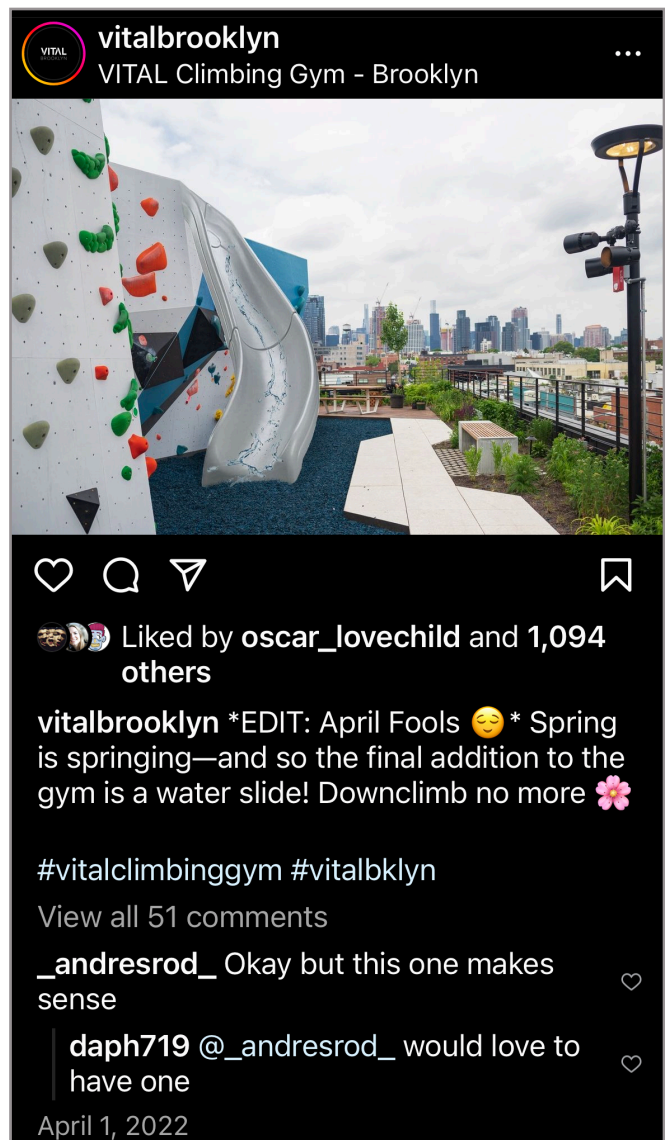 VITAL
BROOKLYN
vitalbrooklyn
VITAL Climbing Gym - Brooklyn
Liked by oscar_lovechild and 1,094
others
vitalbrooklyn *EDIT: April Fools 😌* Spring
is springing—and so the final addition to the
gym is a water slide! Downclimb no more 🌸
#vitalclimbinggym #vitalbklyn
View all 51 comments
_andresrod_ Okay but this one makes
sense
daph719 @_andresrod_ would love to
have one
April 1, 2022